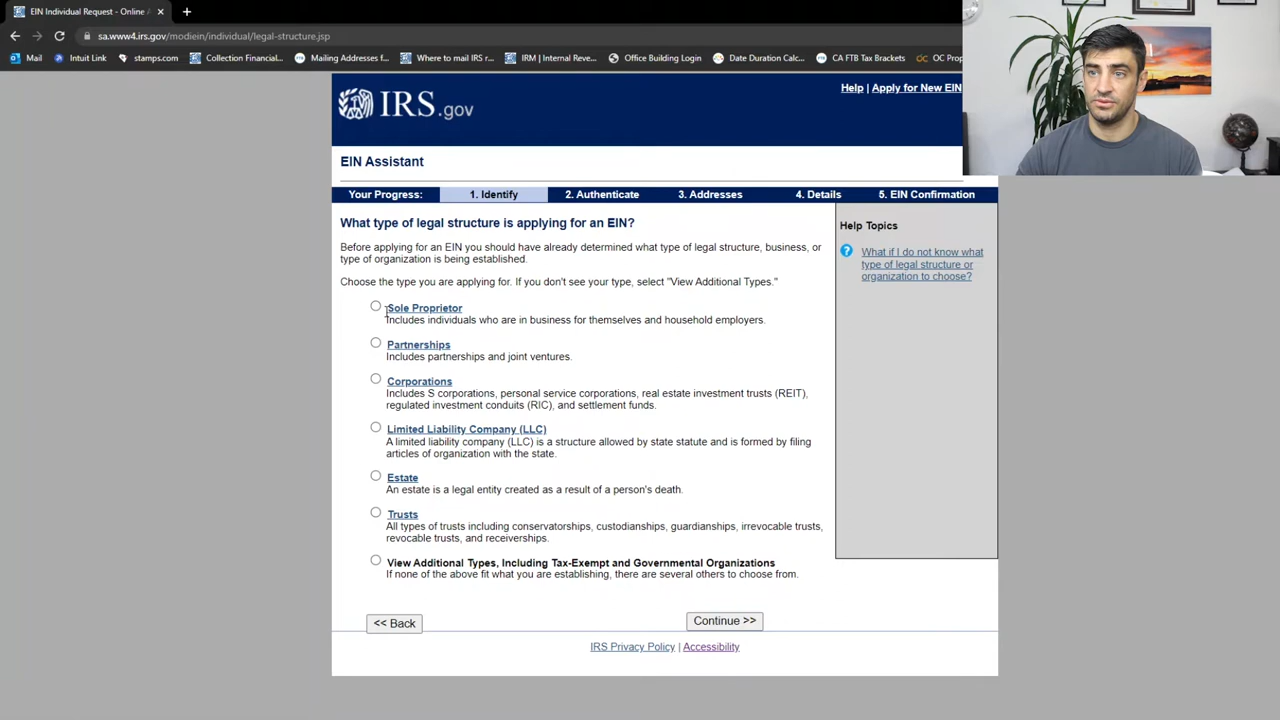 EIN Individual Request - Online A
sa.www4.irs.gov/modiein/individual/legal-structure.jsp
Mail Intuit Link stamps.com Collection Financial... Mailing Addresses f... Where to mail IRS r... IRM | Internal Reve... Office Building Login Date Duration Calc... CA FTB Tax Brackets OC Prop
IRS.gov
Help | Apply for New EIN
EIN Assistant
Your Progress: 1. Identify 2. Authenticate 3. Addresses 4. Details 5. EIN Confirmation
What type of legal structure is applying for an EIN?
Before applying for an EIN you should have already determined what type of legal structure, business, or
type of organization is being established.
Choose the type you are applying for. If you don't see your type, select "View Additional Types."
Sole Proprietor
Includes individuals who are in business for themselves and household employers.
Partnerships
Includes partnerships and joint ventures.
Corporations
Includes S corporations, personal service corporations, real estate investment trusts (REIT),
regulated investment conduits (RIC), and settlement funds.
Limited Liability Company (LLC)
A limited liability company (LLC) is a structure allowed by state statute and is formed by filing
articles of organization with the state.
Estate
An estate is a legal entity created as a result of a person's death.
Trusts
All types of trusts including conservatorships, custodianships, guardianships, irrevocable trusts,
revocable trusts, and receiverships.
View Additional Types, Including Tax-Exempt and Governmental Organizations
If none of the above fit what you are establishing, there are several others to choose from.
<< Back
Continue >>
Help Topics
What if I do not know what
type of legal structure or
organization to choose?
IRS Privacy Policy | Accessibility